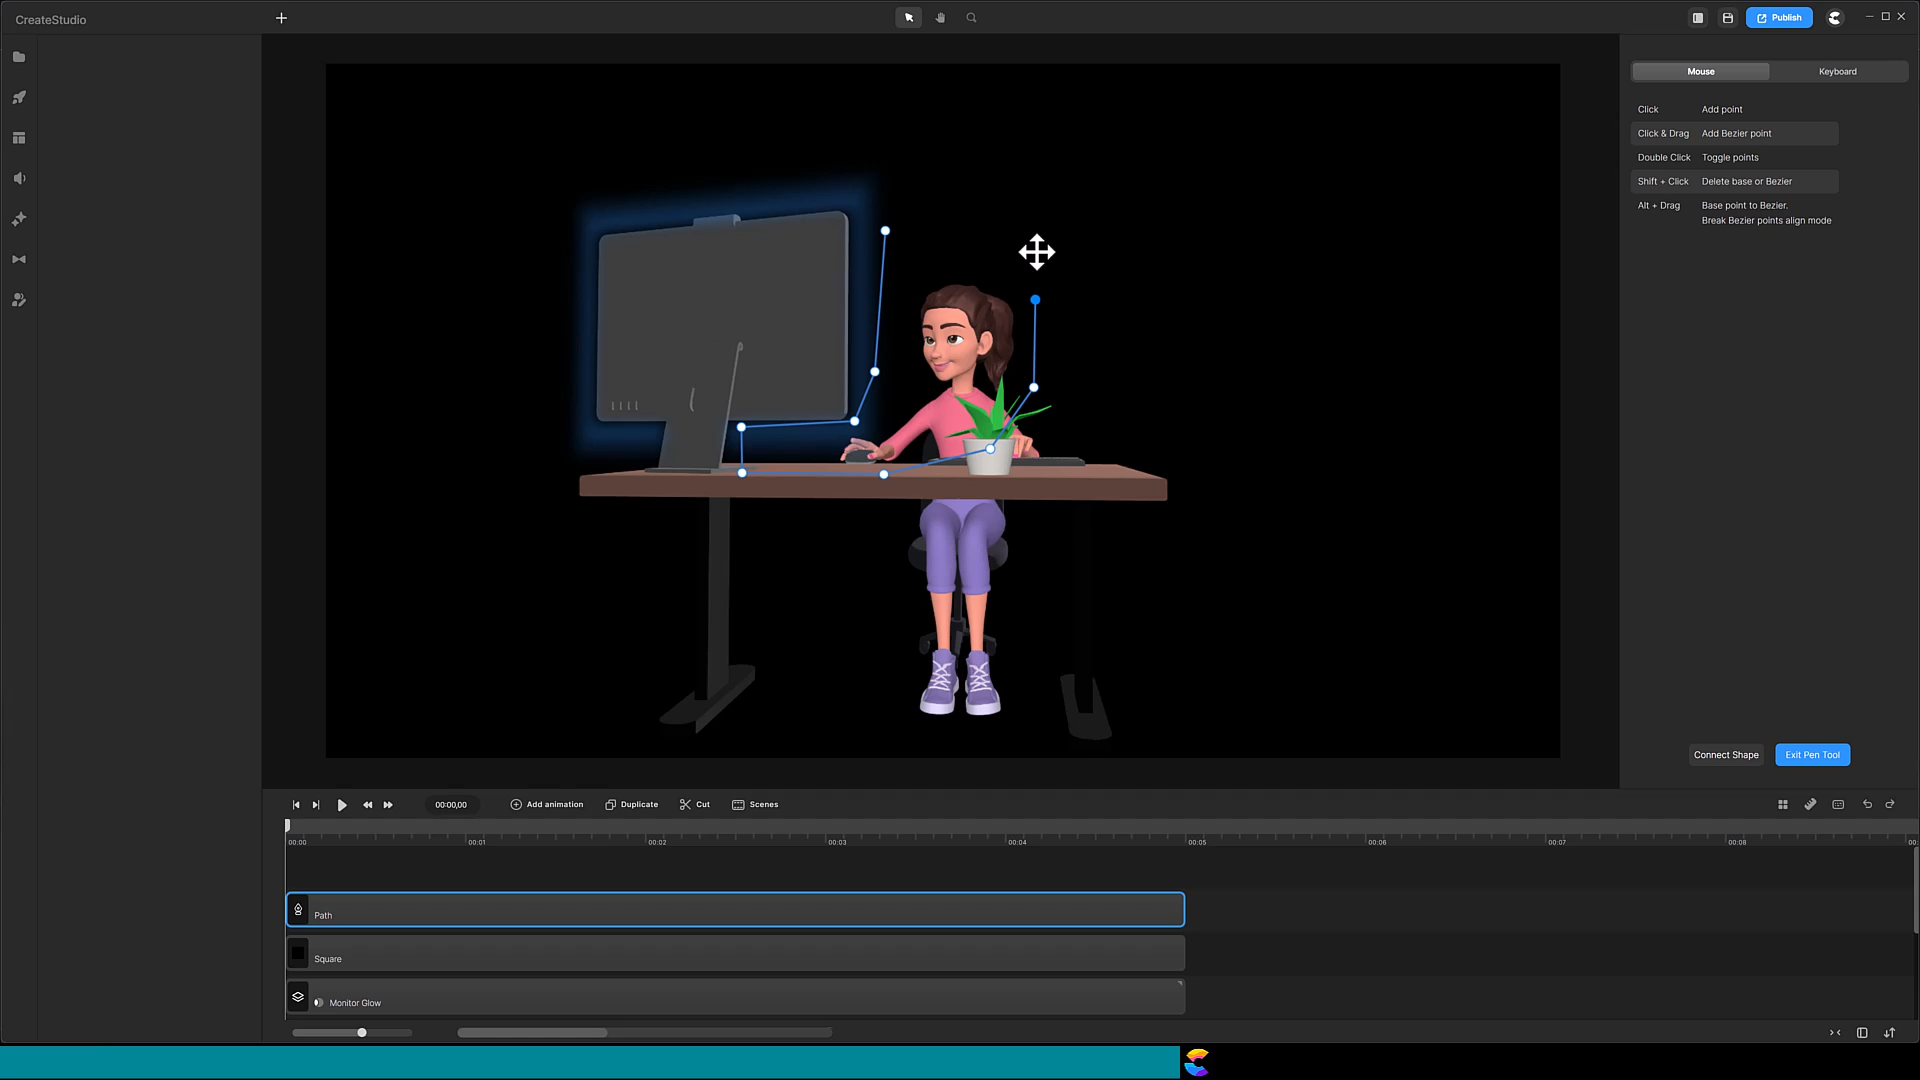 CreateStudio
Publish
Mouse Keyboard
Click Add point
Click & Drag Add Bezier point
Double Click Toggle points
Shift + Click Delete base or Bezier
Alt + Drag Base point to Bezier.
Break Bezier points align mode
Connect Shape Exit Pen Tool
00:00,00 Add animation Duplicate Cut Scenes
00:00 00:01 00:02 00:03 00:04 00:05 00:06 00:07 00:08 00:
Path
Square
Monitor Glow